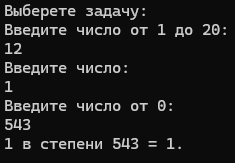 Выберете задачу:
Введите число от 1 до 20:
12
Введите число:
1
Введите число от 0:
543
1 в степени 543 = 1.